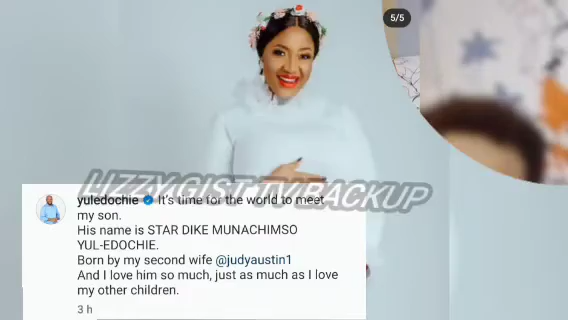 5/5
LIZZY GIST TV BACKUP
yuledochie It's time for the world to meet
my son.
His name is STAR DIKE MUNACHIMSO
YUL-EDOCHIE.
Born by my second wife @judyaustin1
And I love him so much, just as much as I love
my other children.
3 h